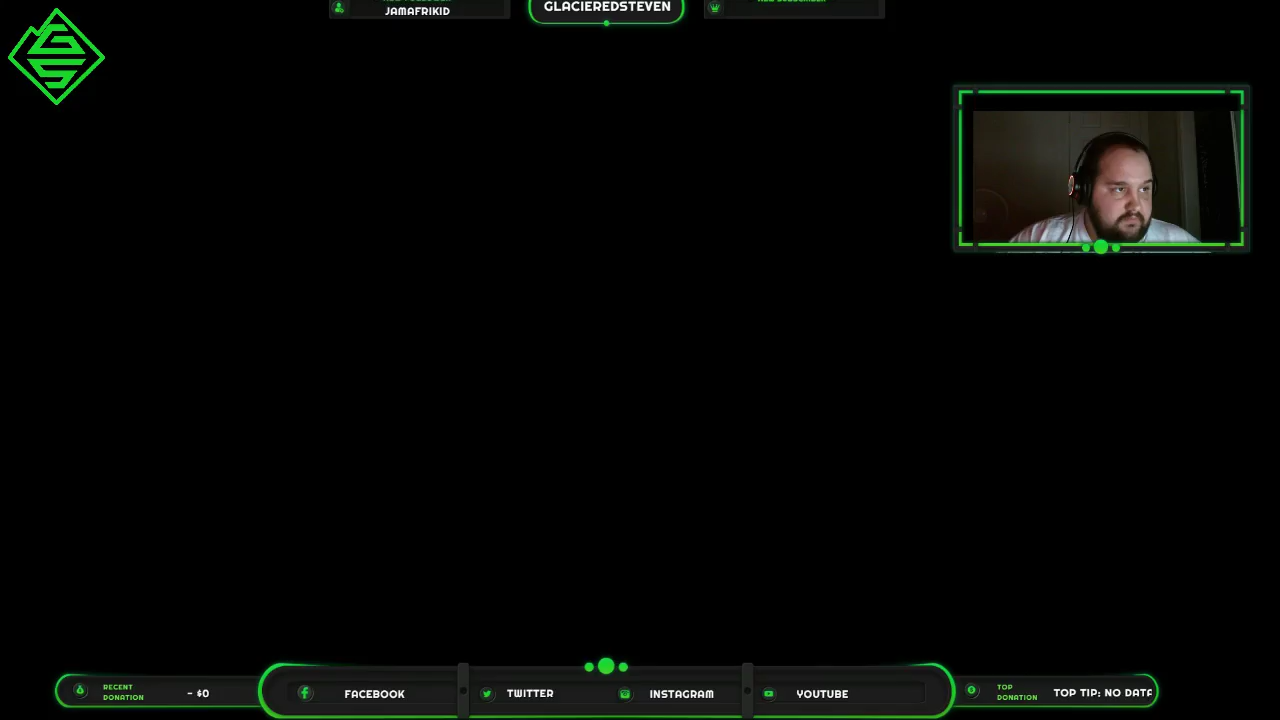 JAMAFRIKID
GLACIEREDSTEVEN
RECENT
DONATION
- $0
FACEBOOK
TWITTER
INSTAGRAM
YOUTUBE
TOP
DONATION
TOP TIP: NO DATA